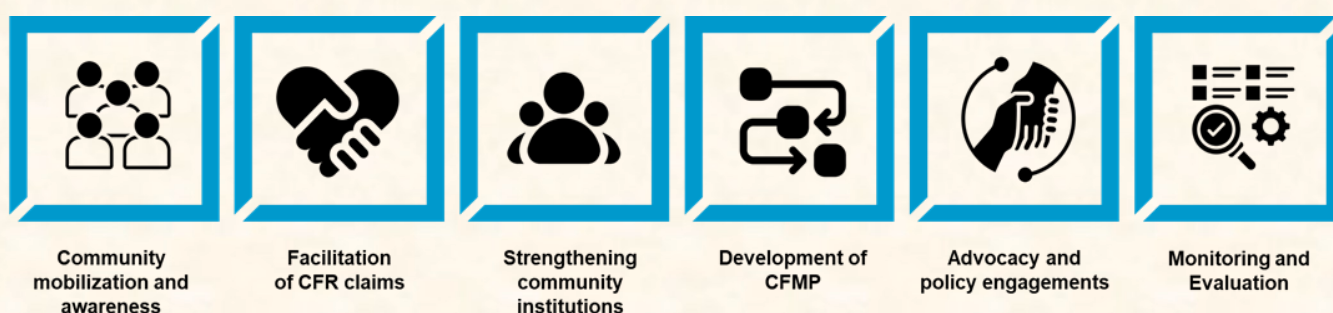 Community
mobilization and
awareness
Facilitation
of CFR claims
Strengthening
community
institutions
Development of
CFMP
Advocacy and
policy engagements
Monitoring and
Evaluation